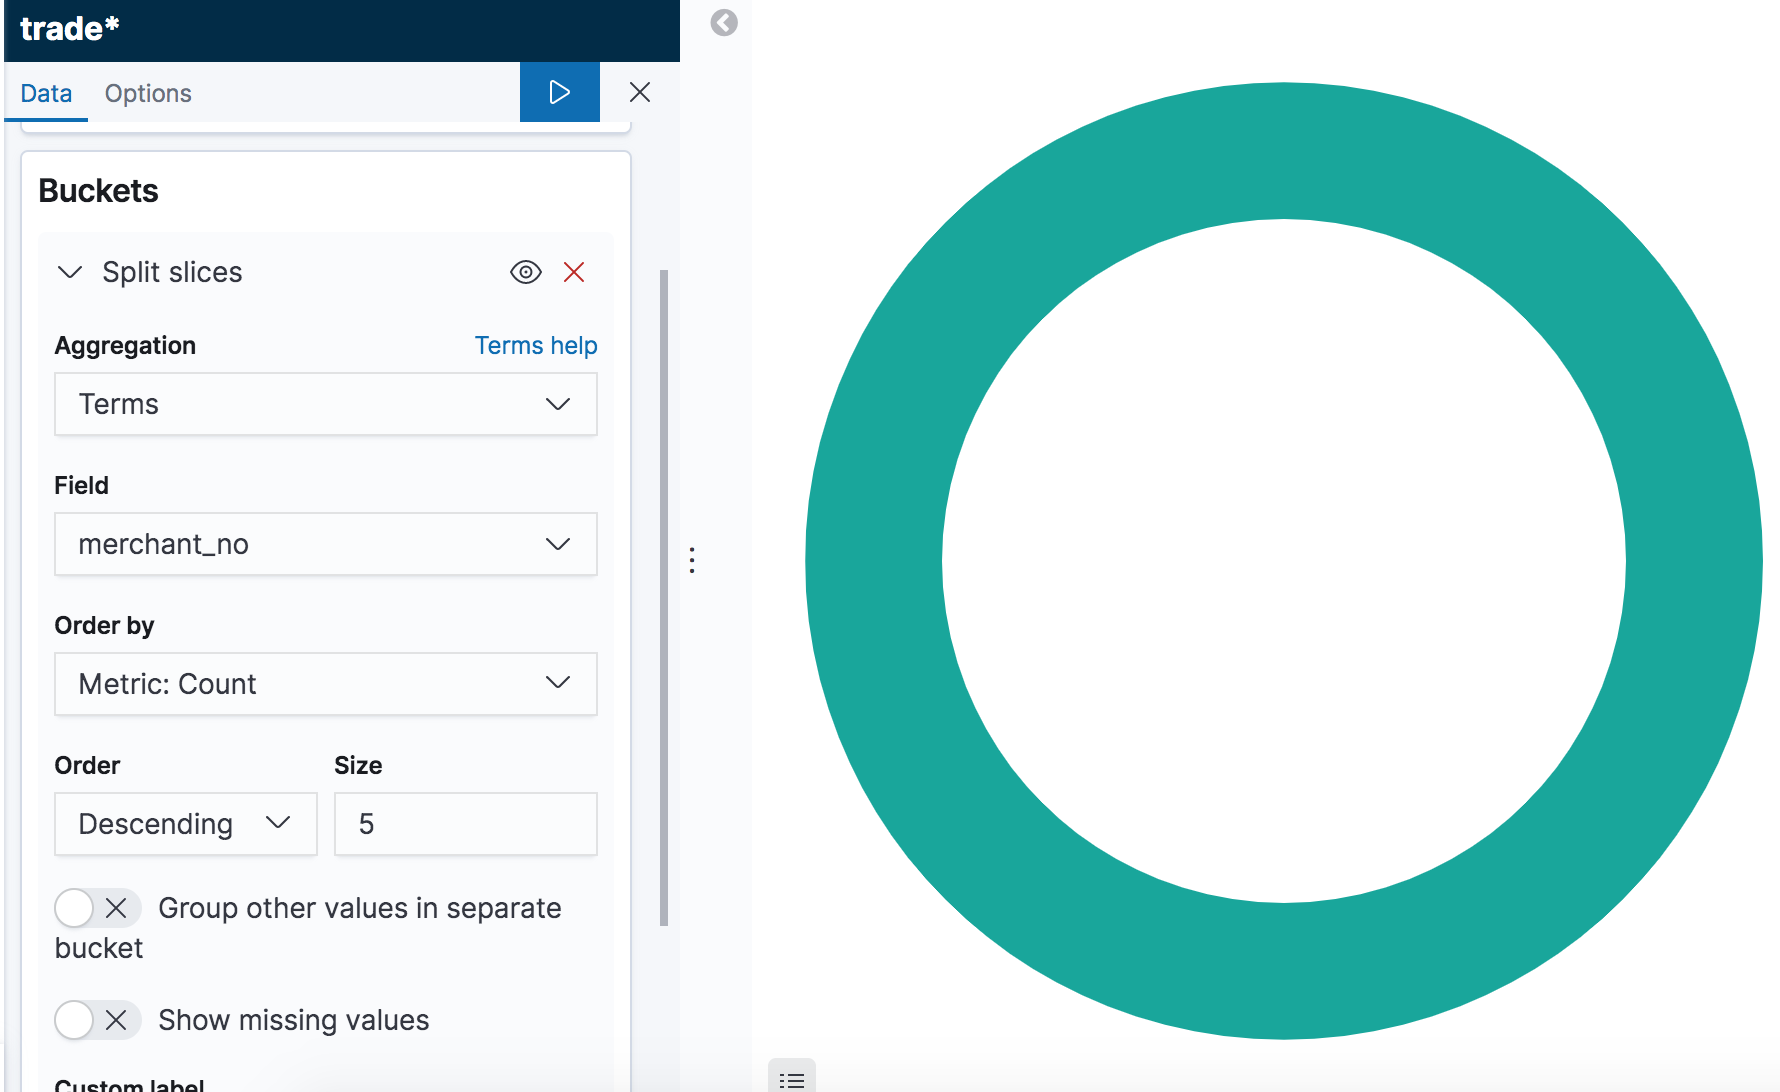 trade*
Data Options
Buckets
Split slices
Aggregation Terms help
Terms
Field
merchant_no
Order by
Metric: Count
Order Size
Descending 5
Group other values in separate
bucket
Show missing values
Custom label